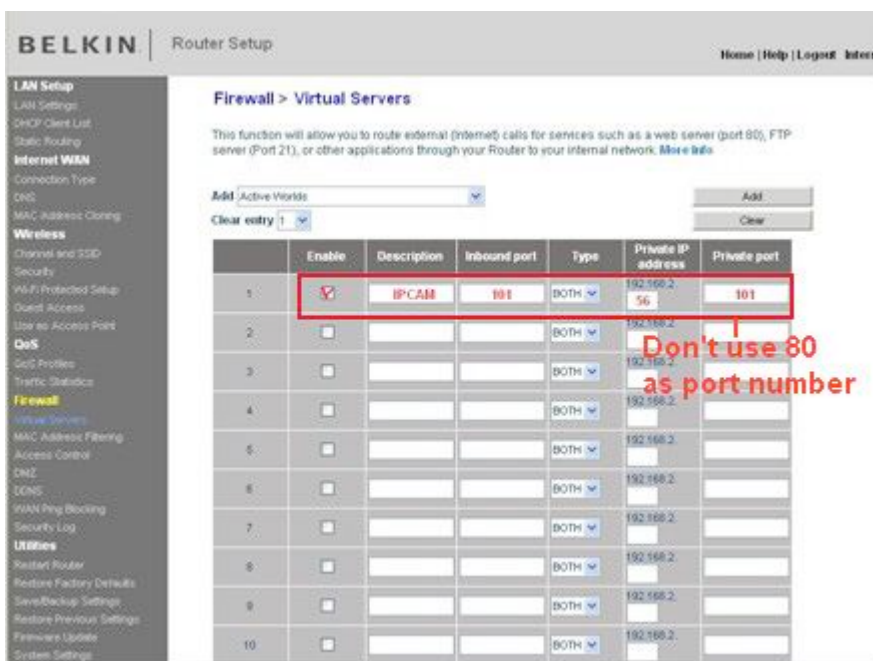 BELKIN
Router Setup
Home | Help | Logout
LAN Setup
LAN Settings
DHCP Client List
Static Routing
Internet WAN
Connection Type
DNS
MAC Address Cloning
Wireless
Channel and SSID
Security
Wi-Fi Protected Setup
Guest Access
Use as Access Point
QoS
QoS Profiles
Traffic Statistics
Firewall
Virtual Servers
MAC Address Filtering
Access Control
DMZ
DDNS
WAN Ping Blocking
Security Log
Utilities
Restart Router
Restore Factory Defaults
Save/Backup Settings
Restore Previous Settings
Firmware Update
System Settings
Firewall > Virtual Servers
This function will allow you to route external (Internet) calls for services such as a web server (port 80), FTP
server (Port 21), or other applications through your Router to your internal network. More Info
Add Active Worlds Add
Clear entry 1 Clear
Enable Description Inbound port Type Private IP address Private port
1 IPCAM 101 BOTH 192.168.2. 56 101
2 BOTH 192.168.2.
3 BOTH 192.168.2.
4 BOTH 192.168.2.
5 BOTH 192.168.2.
6 BOTH 192.168.2.
7 BOTH 192.168.2.
8 BOTH 192.168.2.
9 BOTH 192.168.2.
10 BOTH 192.168.2.
Don't use 80
as port number